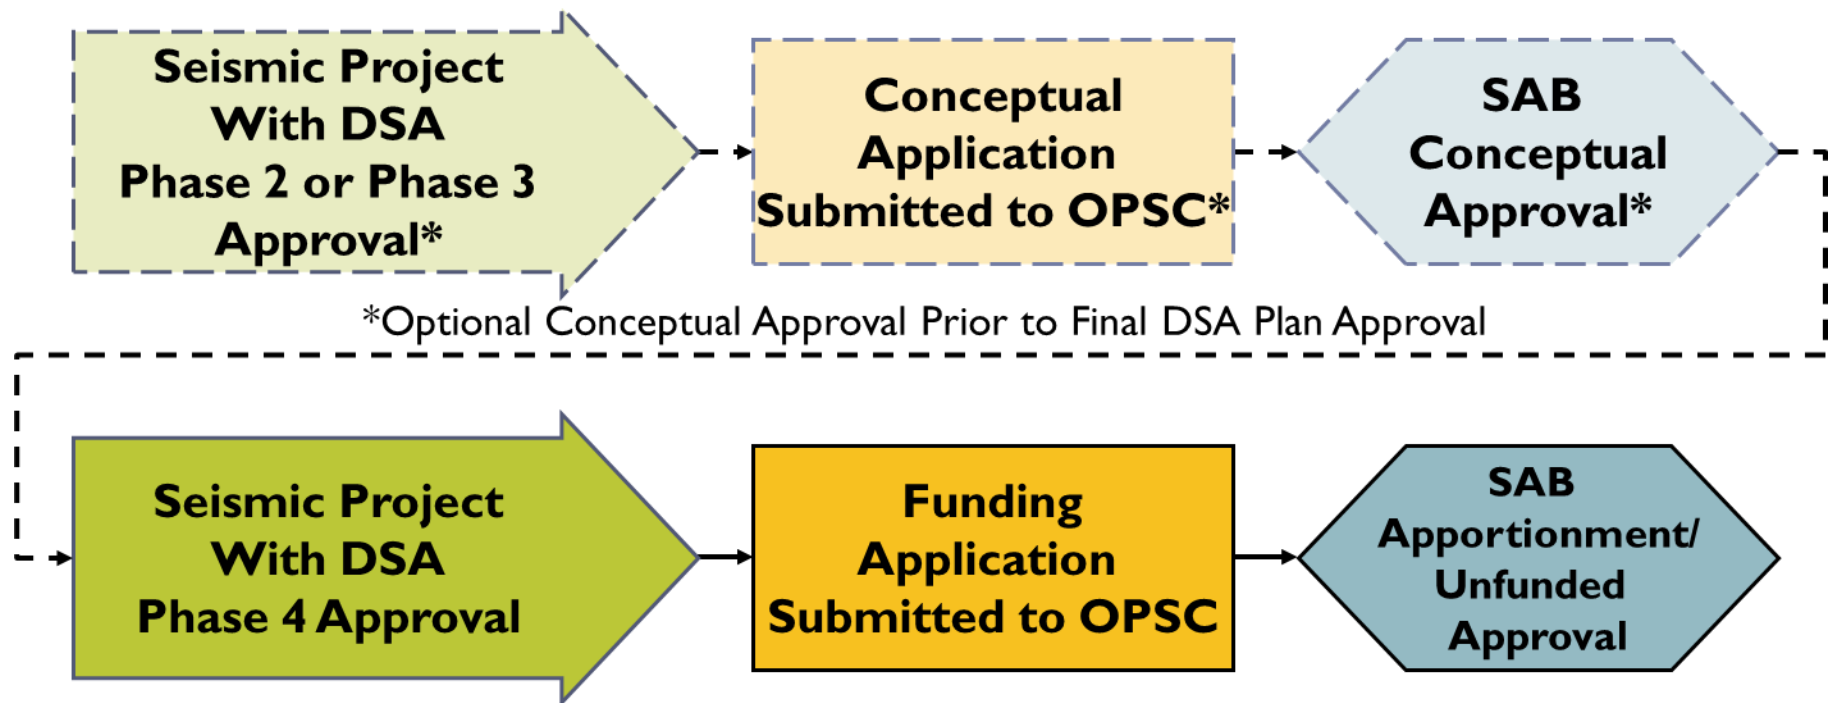 Seismic Project
With DSA
Phase 2 or Phase 3
Approval*
Conceptual
Application
Submitted to OPSC*
SAB
Conceptual
Approval*
*Optional Conceptual Approval Prior to Final DSA Plan Approval
Seismic Project
With DSA
Phase 4 Approval
Funding
Application
Submitted to OPSC
SAB
Apportionment/
Unfunded
Approval